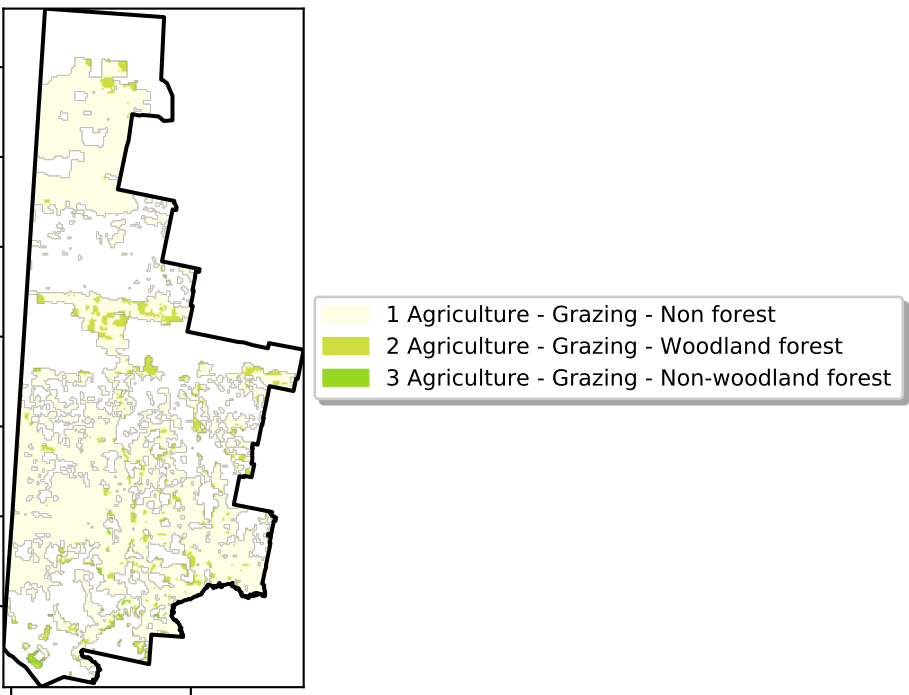 1 Agriculture - Grazing - Non forest
2 Agriculture - Grazing - Woodland forest
3 Agriculture - Grazing - Non-woodland forest